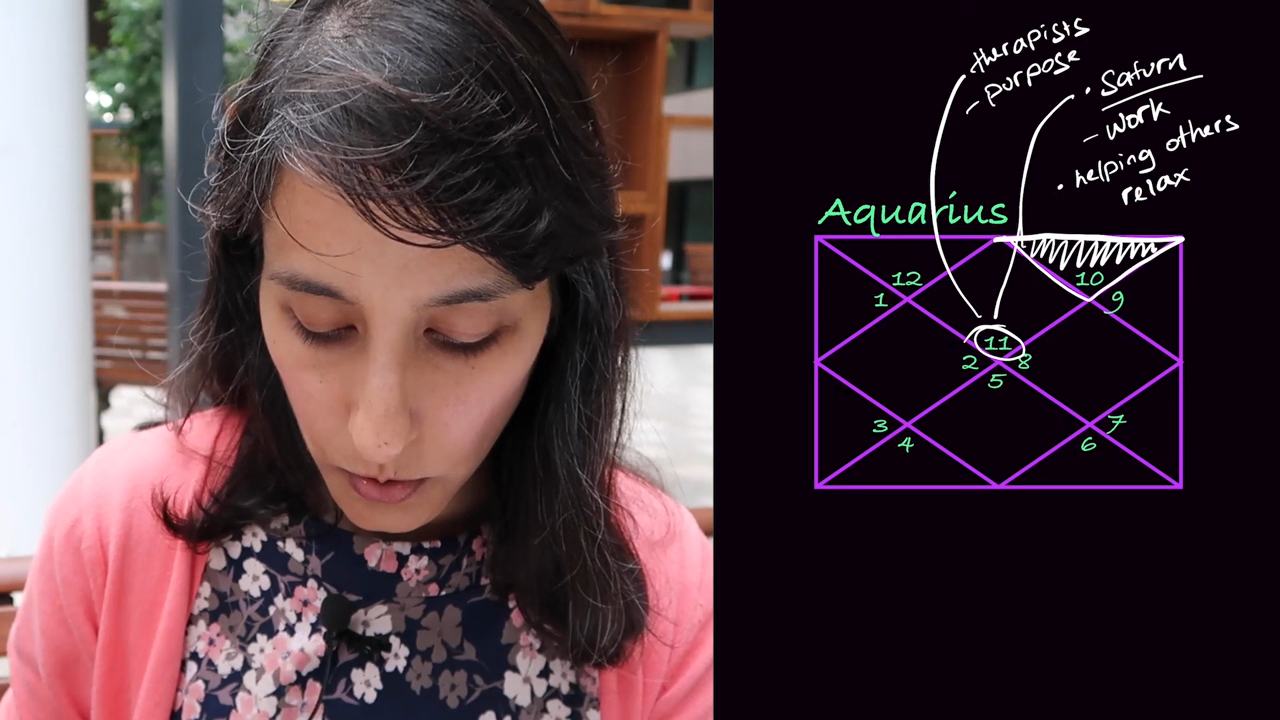 • therapists
- purpose
• Saturn
- work
• helping others
relax
Aquarius
12
10
1
9
11
2
8
5
3
7
4
6